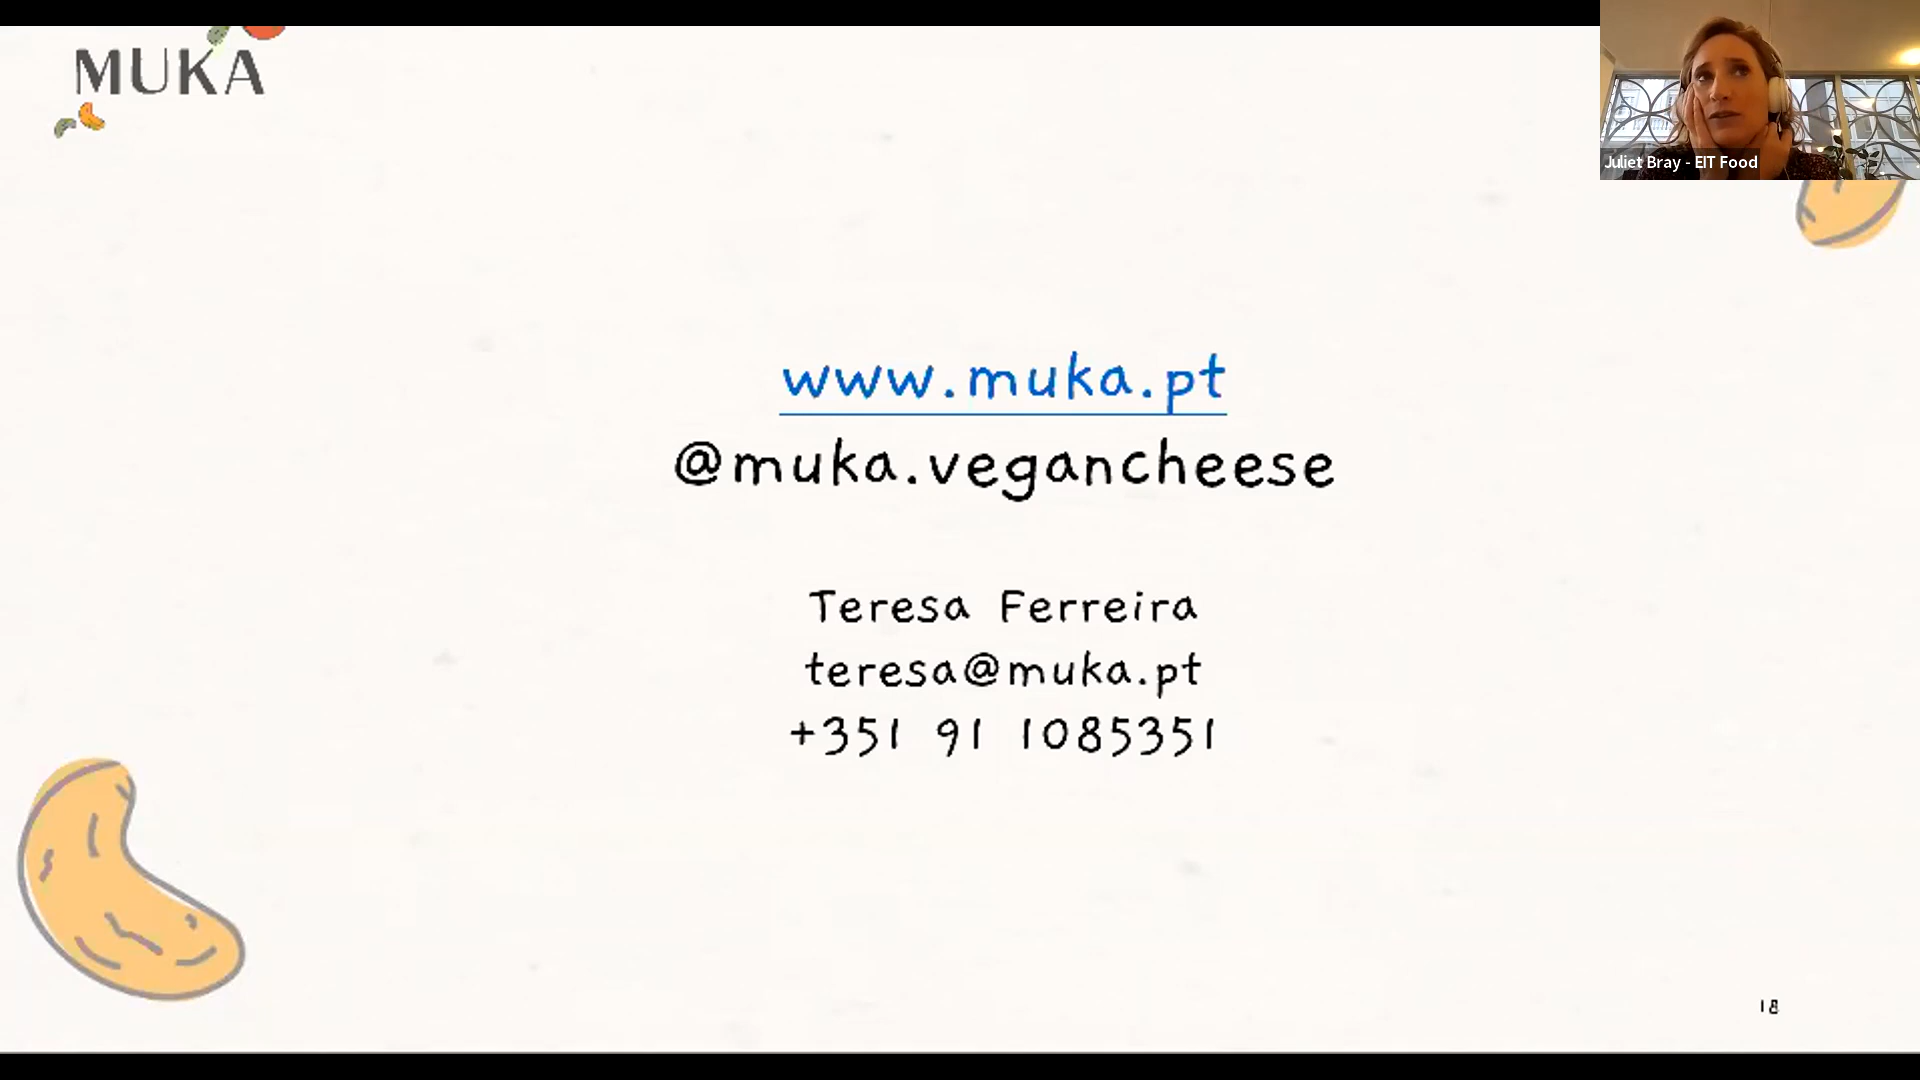 MUKA
Juliet Bray - EIT Food
www.muka.pt
@muka.vegancheese
Teresa Ferreira
teresa@muka.pt
+351 91 1085351
18